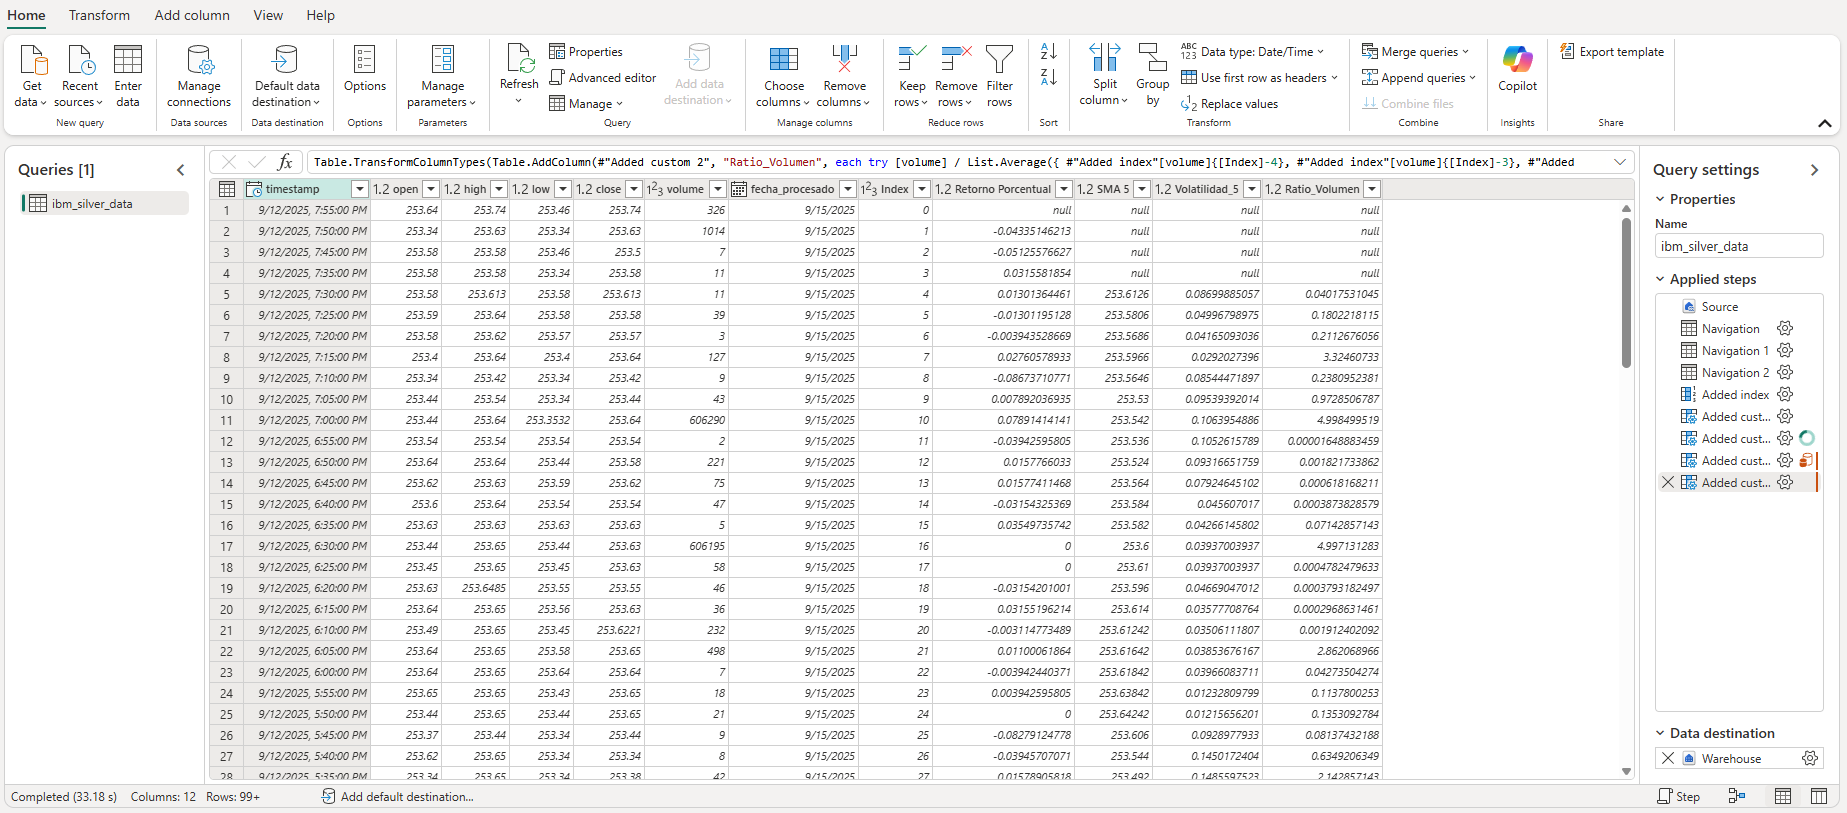 Home Transform Add column View Help
Get data Recent sources Enter data
New query
Manage connections
Data sources
Default data destination
Data destination
Options
Options
Manage parameters
Parameters
Refresh
Properties
Advanced editor
Manage
Query
Add data destination
Choose columns Remove columns
Manage columns
Keep rows Remove rows Filter rows
Reduce rows
Sort
Split column Group by
Data type: Date/Time
Use first row as headers
Replace values
Transform
Merge queries
Append queries
Combine files
Combine
Copilot
Insights
Export template
Share
Queries [1]
ibm_silver_data
Table.TransformColumnTypes(Table.AddColumn(#"Added custom 2", "Ratio_Volumen", each try [volume] / List.Average({ #"Added index"[volume]{[Index]-4}, #"Added index"[volume]{[Index]-3}, #"Added
timestamp 1.2 open 1.2 high 1.2 low 1.2 close 123 volume fecha_procesado 123 Index 1.2 Retorno Porcentual 1.2 SMA 5 1.2 Volatilidad_5 1.2 Ratio_Volumen
1 9/12/2025, 7:55:00 PM 253.64 253.74 253.46 253.74 326 9/15/2025 0 null null null null
2 9/12/2025, 7:50:00 PM 253.34 253.63 253.34 253.63 1014 9/15/2025 1 -0.04335146213 null null null
3 9/12/2025, 7:45:00 PM 253.58 253.58 253.46 253.5 7 9/15/2025 2 -0.05125576627 null null null
4 9/12/2025, 7:35:00 PM 253.58 253.58 253.34 253.58 11 9/15/2025 3 0.0315581854 null null null
5 9/12/2025, 7:30:00 PM 253.58 253.613 253.58 253.613 11 9/15/2025 4 0.01301364461 253.6126 0.08699885057 0.04017531045
6 9/12/2025, 7:25:00 PM 253.59 253.64 253.58 253.58 39 9/15/2025 5 -0.01301195128 253.5806 0.04996798975 0.1802218115
7 9/12/2025, 7:20:00 PM 253.58 253.62 253.57 253.57 3 9/15/2025 6 -0.003943528669 253.5686 0.04165093036 0.2112676056
8 9/12/2025, 7:15:00 PM 253.4 253.64 253.4 253.64 127 9/15/2025 7 0.02760578933 253.5966 0.0292027396 3.32460733
9 9/12/2025, 7:10:00 PM 253.34 253.42 253.34 253.42 9 9/15/2025 8 -0.08673710771 253.5646 0.08544471897 0.2380952381
10 9/12/2025, 7:05:00 PM 253.44 253.54 253.34 253.44 43 9/15/2025 9 0.007892036935 253.53 0.09539392014 0.9728506787
11 9/12/2025, 7:00:00 PM 253.44 253.64 253.3532 253.64 606290 9/15/2025 10 0.07891414141 253.542 0.1063954886 4.998499519
12 9/12/2025, 6:55:00 PM 253.54 253.54 253.54 253.54 2 9/15/2025 11 -0.03942595805 253.536 0.1052615789 0.00001648883459
13 9/12/2025, 6:50:00 PM 253.64 253.64 253.44 253.58 221 9/15/2025 12 0.0157766033 253.524 0.09316651759 0.001821733862
14 9/12/2025, 6:45:00 PM 253.62 253.63 253.59 253.62 75 9/15/2025 13 0.01577411468 253.564 0.07924645102 0.000618168211
15 9/12/2025, 6:40:00 PM 253.6 253.64 253.54 253.54 47 9/15/2025 14 -0.03154325369 253.584 0.045607017 0.0003873828579
16 9/12/2025, 6:35:00 PM 253.63 253.63 253.63 253.63 5 9/15/2025 15 0.03549735742 253.582 0.04266145802 0.07142857143
17 9/12/2025, 6:30:00 PM 253.44 253.65 253.44 253.63 606195 9/15/2025 16 0 253.6 0.03937003937 4.997131283
18 9/12/2025, 6:25:00 PM 253.45 253.65 253.45 253.63 58 9/15/2025 17 0 253.61 0.03937003937 0.0004782479633
19 9/12/2025, 6:20:00 PM 253.63 253.6485 253.55 253.55 46 9/15/2025 18 -0.03154201001 253.596 0.04669047012 0.0003793182497
20 9/12/2025, 6:15:00 PM 253.64 253.65 253.56 253.63 36 9/15/2025 19 0.03155196214 253.614 0.03577708764 0.0002968631461
21 9/12/2025, 6:10:00 PM 253.49 253.65 253.45 253.6221 232 9/15/2025 20 -0.003114773489 253.61242 0.03506111807 0.001912402092
22 9/12/2025, 6:05:00 PM 253.64 253.65 253.58 253.65 498 9/15/2025 21 0.01100061864 253.61642 0.03853676167 2.862068966
23 9/12/2025, 6:00:00 PM 253.64 253.65 253.64 253.64 7 9/15/2025 22 -0.003942440371 253.61842 0.03966083711 0.04273504274
24 9/12/2025, 5:55:00 PM 253.65 253.65 253.43 253.65 18 9/15/2025 23 0.003942595805 253.63842 0.01232809799 0.1137800253
25 9/12/2025, 5:50:00 PM 253.44 253.65 253.44 253.65 21 9/15/2025 24 0 253.64242 0.01215656201 0.1353092784
26 9/12/2025, 5:45:00 PM 253.37 253.44 253.34 253.44 9 9/15/2025 25 -0.08279124778 253.606 0.0928977933 0.08137432188
27 9/12/2025, 5:40:00 PM 253.62 253.65 253.34 253.34 8 9/15/2025 26 -0.03945707071 253.544 0.1450172404 0.6349206349
28 9/12/2025, 5:35:00 PM 253.34 253.65 253.34 253.38 42 9/15/2025 27 0.01578905818 253.492 0.1485597523 2.142857143
Query settings
Properties
Name
ibm_silver_data
Applied steps
Source
Navigation
Navigation 1
Navigation 2
Added index
Added cust...
Added cust...
Added cust...
Added cust...
Data destination
Warehouse
Completed (33.18 s) Columns: 12 Rows: 99+ Add default destination... Step